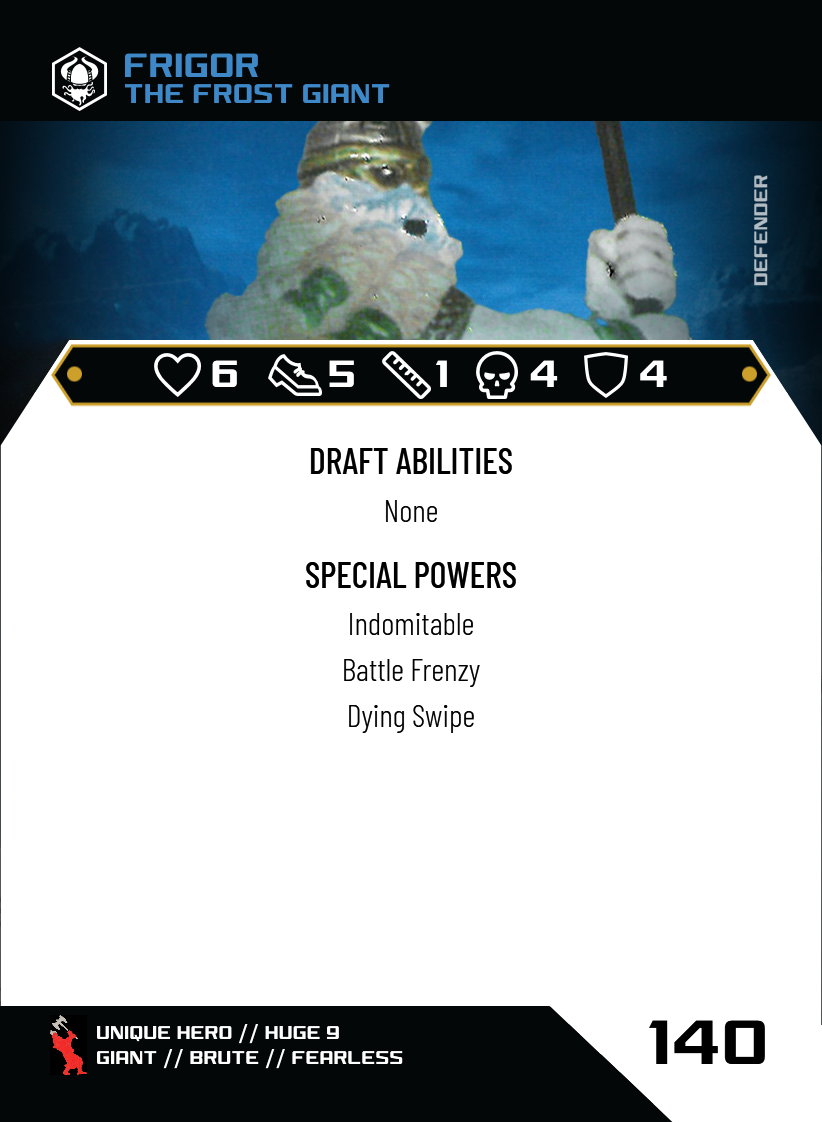 FRIGOR
THE FROST GIANT
DEFENDER
6 5 1 4 4
DRAFT ABILITIES
None
SPECIAL POWERS
Indomitable
Battle Frenzy
Dying Swipe
UNIQUE HERO // HUGE 9
GIANT // BRUTE // FEARLESS
140